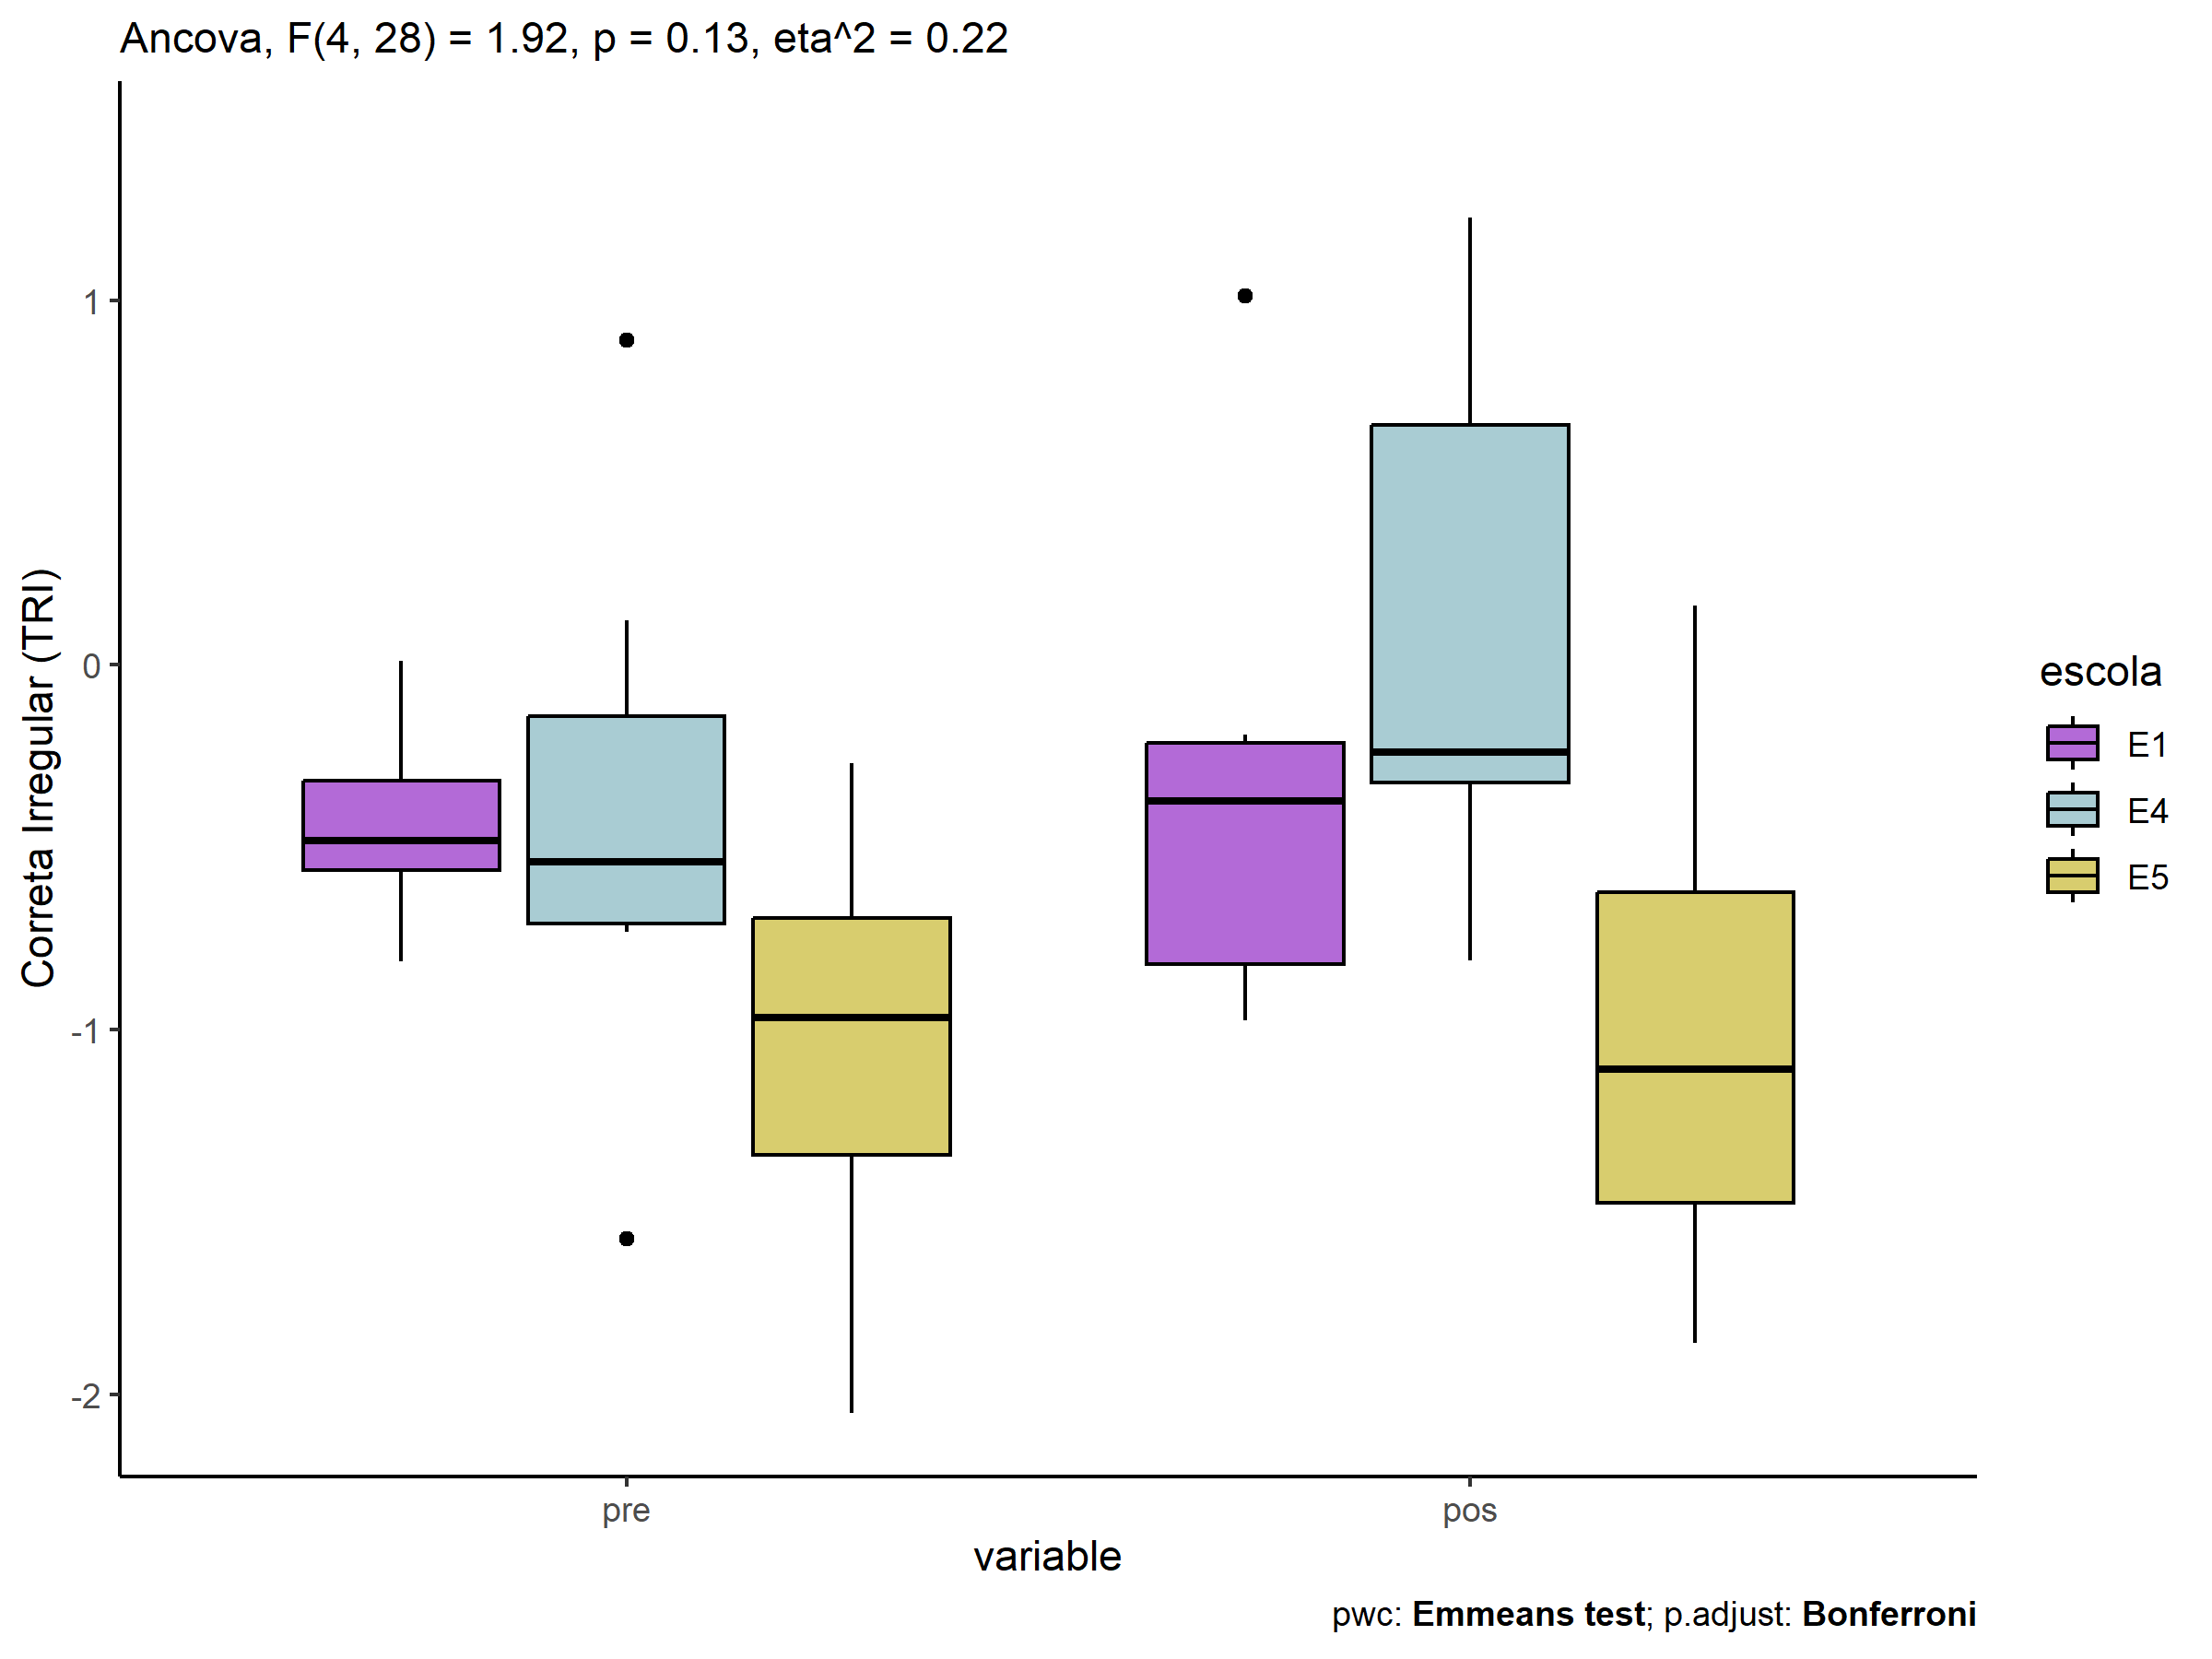 Ancova, F(4, 28) = 1.92, p = 0.13, eta^2 = 0.22
Correta Irregular (TRI)
1
0
-1
-2
pre
pos
variable
escola
E1
E4
E5
pwc: Emmeans test; p.adjust: Bonferroni